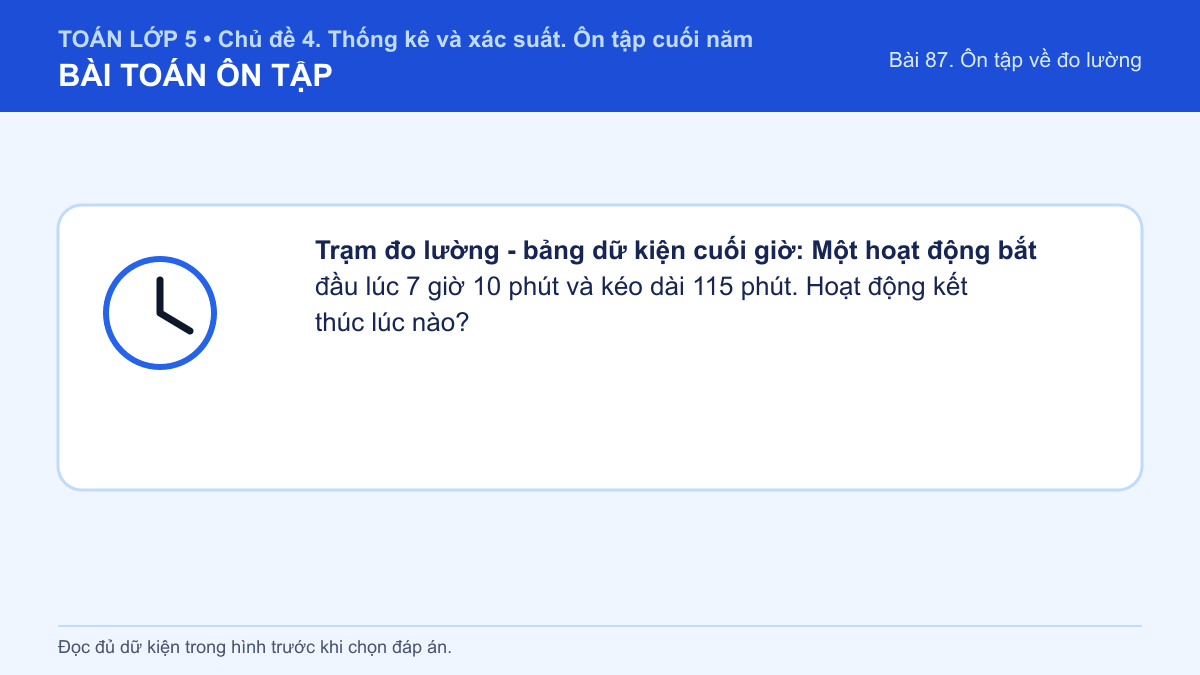 TOÁN LỚP 5 • Chủ đề 4. Thống kê và xác suất. Ôn tập cuối năm
BÀI TOÁN ÔN TẬP
Bài 87. Ôn tập về đo lường
Trạm đo lường - bảng dữ kiện cuối giờ: Một hoạt động bắt
đầu lúc 7 giờ 10 phút và kéo dài 115 phút. Hoạt động kết
thúc lúc nào?
Đọc đủ dữ kiện trong hình trước khi chọn đáp án.